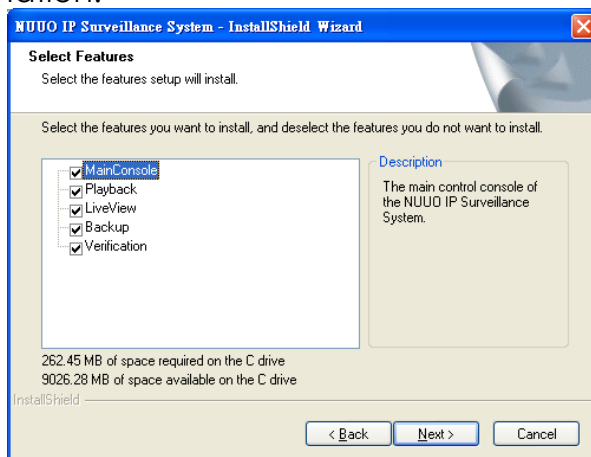 NUUO IP Surveillance System - InstallShield Wizard
Select Features
Select the features setup will install.
Select the features you want to install, and deselect the features you do not want to install.
MainConsole
Playback
LiveView
Backup
Verification
Description
The main control console of
the NUUO IP Surveillance
System.
262.45 MB of space required on the C drive
9026.28 MB of space available on the C drive
InstallShield
< Back
Next >
Cancel